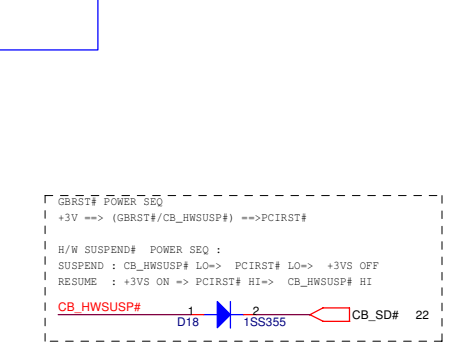 GBRST# POWER SEQ
+3V ==> (GBRST#/CB_HWSUSP#) ==>PCIRST#
H/W SUSPEND# POWER SEQ :
SUSPEND : CB_HWSUSP# LO=> PCIRST# LO=> +3VS OFF
RESUME : +3VS ON => PCIRST# HI=> CB_HWSUSP# HI
CB_HWSUSP# 1 2 CB_SD# 22
D18 1SS355